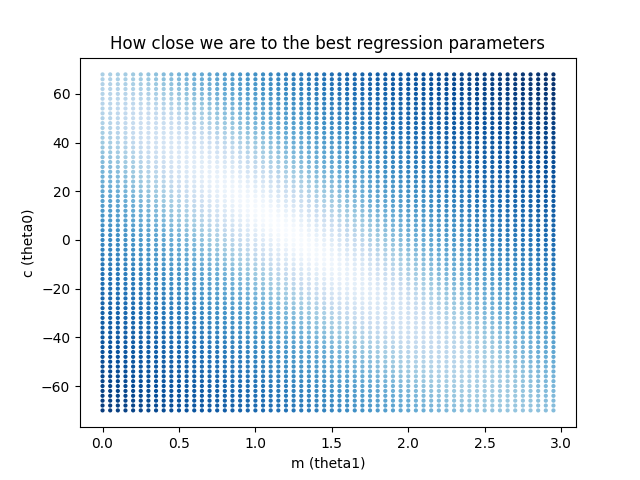 How close we are to the best regression parameters
60
40
20
0
−20
−40
−60
c (theta0)
0.0 0.5 1.0 1.5 2.0 2.5 3.0
m (theta1)